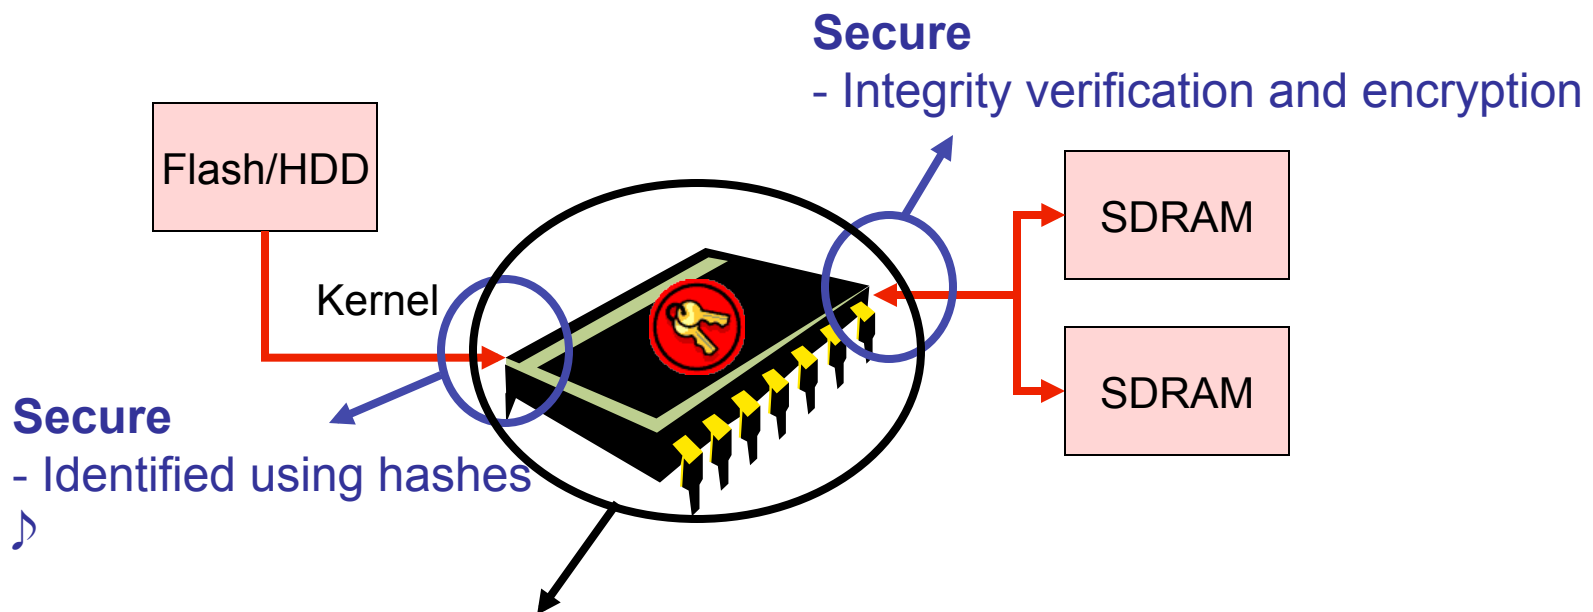 Secure
- Integrity verification and encryption
Flash/HDD
SDRAM
Kernel
SDRAM
Secure
- Identified using hashes
♪